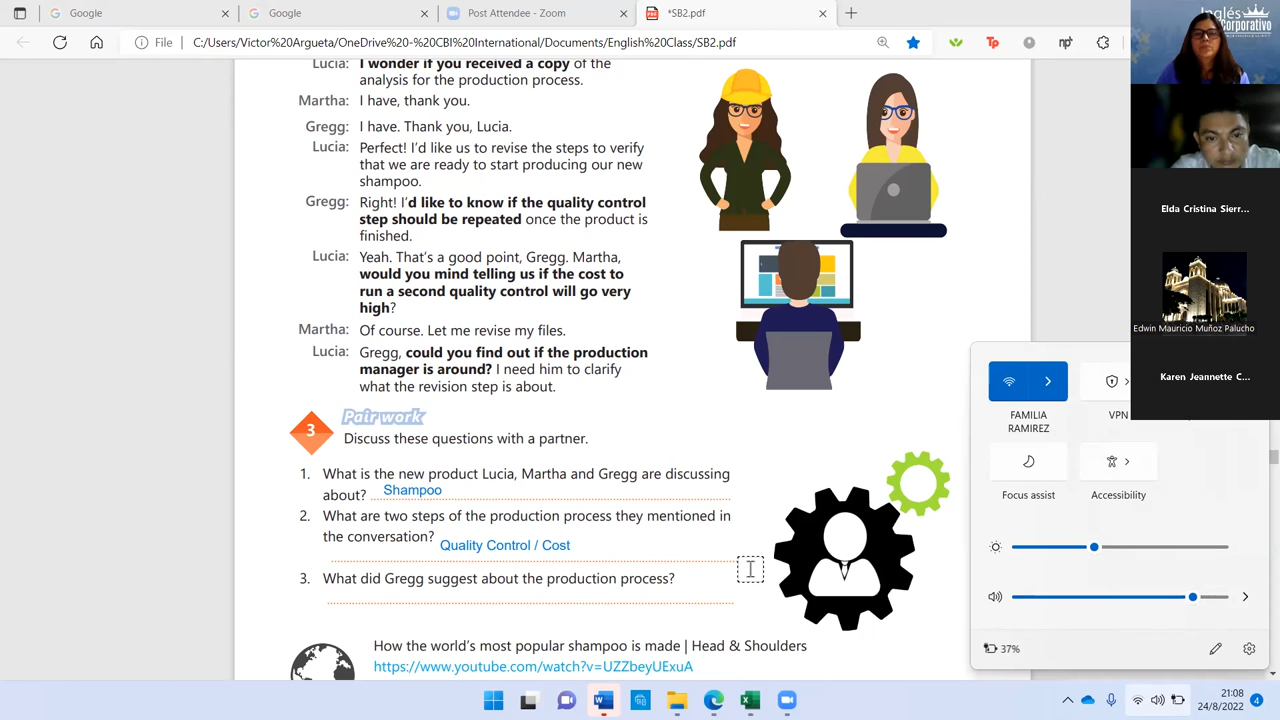 Google
Google
Post Attendee - Zoom
*SB2.pdf
File
C:/Users/Victor%20Argueta/OneDrive%20-%20CBI%20International/Documents/English%20Class/SB2.pdf
Tp
Inglés
Corporativo
Lucia: I wonder if you received a copy of the
analysis for the production process.
Martha: I have, thank you.
Gregg: I have. Thank you, Lucia.
Lucia: Perfect! I'd like us to revise the steps to verify
that we are ready to start producing our new
shampoo.
Gregg: Right! I'd like to know if the quality control
step should be repeated once the product is
finished.
Lucia: Yeah. That's a good point, Gregg. Martha,
would you mind telling us if the cost to
run a second quality control will go very
high?
Martha: Of course. Let me revise my files.
Lucia: Gregg, could you find out if the production
manager is around? I need him to clarify
what the revision step is about.
3 Pair work
Discuss these questions with a partner.
1. What is the new product Lucia, Martha and Gregg are discussing
about? Shampoo
2. What are two steps of the production process they mentioned in
the conversation? Quality Control / Cost
3. What did Gregg suggest about the production process?
How the world's most popular shampoo is made | Head & Shoulders
https://www.youtube.com/watch?v=UZZbeyUExuA
Elda Cristina Sierr...
Edwin Mauricio Muñoz Palucho
Karen Jeannette C...
FAMILIA
RAMIREZ
VPN
Focus assist
Accessibility
37%
21:08
24/8/2022
4